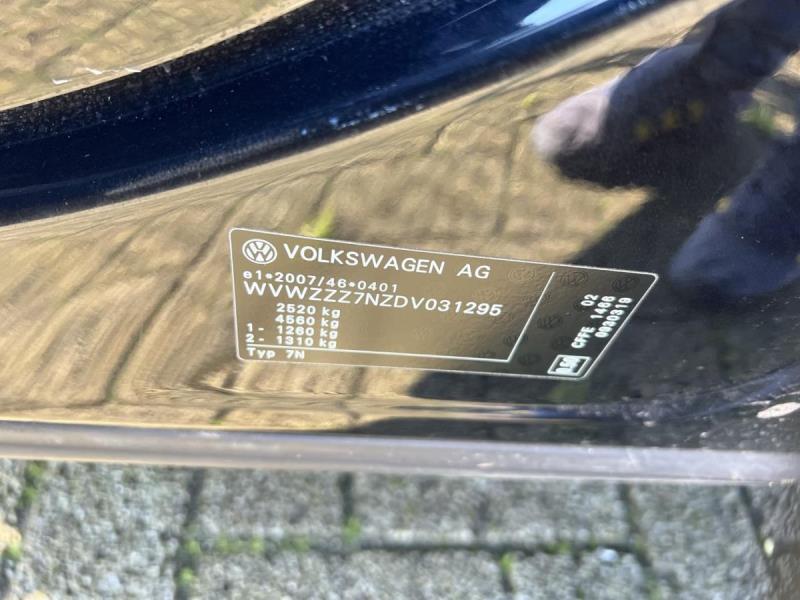 VOLKSWAGEN AG
e1*2007/46*0401
WVWZZZ7NZDV031295
2520 kg
4560 kg
1- 1260 kg
2- 1310 kg
Typ 7N
02
CFFE 1466